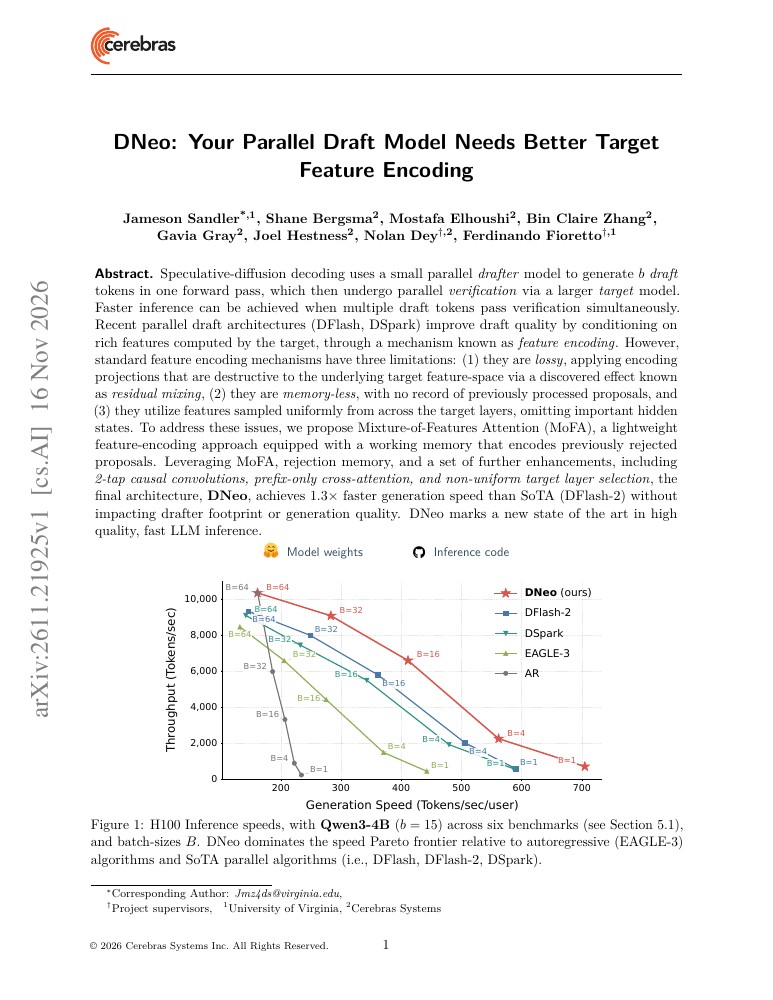 cerebras
DNeo: Your Parallel Draft Model Needs Better Target
Feature Encoding
Jameson Sandler*,1, Shane Bergsma2, Mostafa Elhoushi2, Bin Claire Zhang2,
Gavia Gray2, Joel Hestness2, Nolan Dey†,2, Ferdinando Fioretto†,1
Abstract. Speculative-diffusion decoding uses a small parallel drafter model to generate b draft
tokens in one forward pass, which then undergo parallel verification via a larger target model.
Faster inference can be achieved when multiple draft tokens pass verification simultaneously.
Recent parallel draft architectures (DFlash, DSpark) improve draft quality by conditioning on
rich features computed by the target, through a mechanism known as feature encoding. However,
standard feature encoding mechanisms have three limitations: (1) they are lossy, applying encoding
projections that are destructive to the underlying target feature-space via a discovered effect known
as residual mixing, (2) they are memory-less, with no record of previously processed proposals, and
(3) they utilize features sampled uniformly from across the target layers, omitting important hidden
states. To address these issues, we propose Mixture-of-Features Attention (MoFA), a lightweight
feature-encoding approach equipped with a working memory that encodes previously rejected
proposals. Leveraging MoFA, rejection memory, and a set of further enhancements, including
2-tap causal convolutions, prefix-only cross-attention, and non-uniform target layer selection, the
final architecture, DNeo, achieves 1.3× faster generation speed than SoTA (DFlash-2) without
impacting drafter footprint or generation quality. DNeo marks a new state of the art in high
quality, fast LLM inference.
Model weights
Inference code
arXiv:2611.21925v1 [cs.AI] 16 Nov 2026
Throughput (Tokens/sec)
10,000
8,000
6,000
4,000
2,000
0
B=64
B=64
B=64
B=64
B=64
B=32
B=32
B=32
B=32
B=32
B=16
B=16
B=16
B=16
B=16
B=4
B=4
B=4
B=4
B=4
B=1
B=1
B=1
B=1
B=1
DNeo (ours)
DFlash-2
DSpark
EAGLE-3
AR
200
300
400
500
600
700
Generation Speed (Tokens/sec/user)
Figure 1: H100 Inference speeds, with Qwen3-4B (b = 15) across six benchmarks (see Section 5.1),
and batch-sizes B. DNeo dominates the speed Pareto frontier relative to autoregressive (EAGLE-3)
algorithms and SoTA parallel algorithms (i.e., DFlash, DFlash-2, DSpark).
*Corresponding Author: Jmz4ds@virginia.edu,
†Project supervisors, 1University of Virginia, 2Cerebras Systems
© 2026 Cerebras Systems Inc. All Rights Reserved.
1